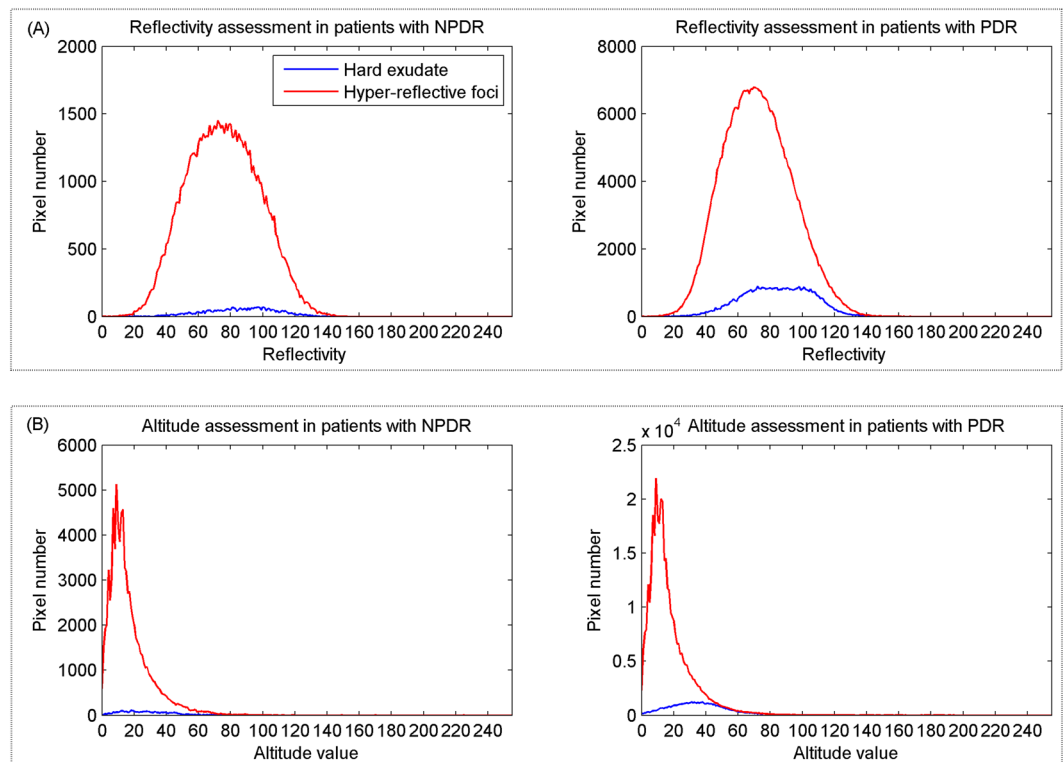 (A)
Reflectivity assessment in patients with NPDR
2000
1500
1000
500
0
Pixel number
Hard exudate
Hyper-reflective foci
0 20 40 60 80 100 120 140 160 180 200 220 240
Reflectivity
Reflectivity assessment in patients with PDR
8000
6000
4000
2000
0
Pixel number
0 20 40 60 80 100 120 140 160 180 200 220 240
Reflectivity
(B)
Altitude assessment in patients with NPDR
6000
5000
4000
3000
2000
1000
0
Pixel number
0 20 40 60 80 100 120 140 160 180 200 220 240
Altitude value
Altitude assessment in patients with PDR
x 10^4
2.5
2
1.5
1
0.5
0
Pixel number
0 20 40 60 80 100 120 140 160 180 200 220 240
Altitude value